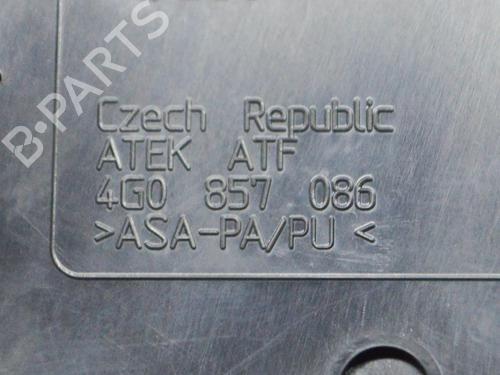 B-PARTS
Czech Republic
ATEK ATF
4G0 857 086
>ASA-PA/PU<